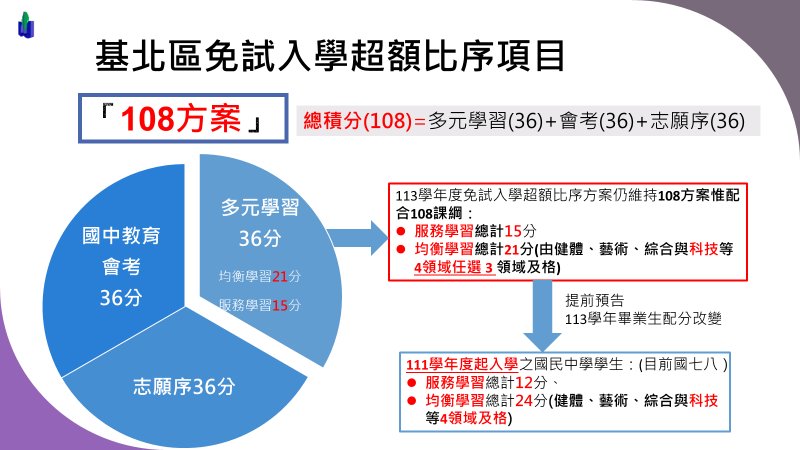 基北區免試入學超額比序項目
「108方案」
總積分(108)=多元學習(36)+會考(36)+志願序(36)
多元學習
36分
均衡學習21分
服務學習15分
國中教育
會考
36分
志願序36分
113學年度免試入學超額比序方案仍維持108方案惟配
合108課綱：
● 服務學習總計15分
● 均衡學習總計21分(由健體、藝術、綜合與科技等
4領域任選 3 領域及格)
提前預告
113學年畢業生配分改變
111學年度起入學之國民中學學生：(目前國七八 )
● 服務學習總計12分、
● 均衡學習總計24分(健體、藝術、綜合與科技
等4領域及格)